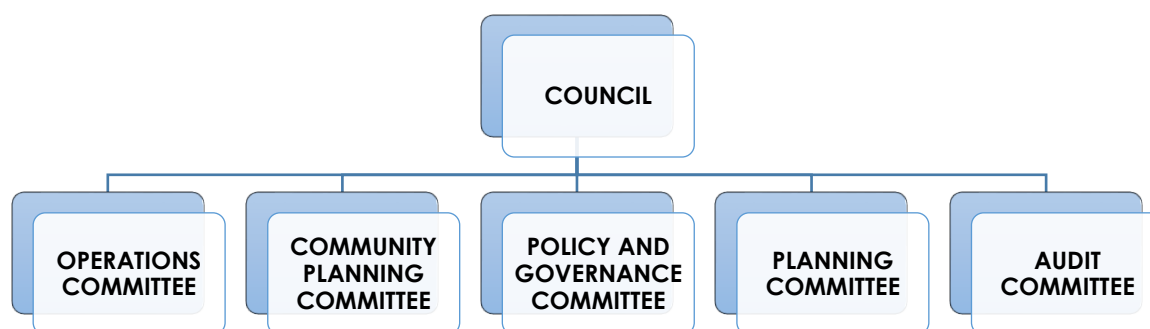 COUNCIL
OPERATIONS
COMMITTEE
COMMUNITY
PLANNING
COMMITTEE
POLICY AND
GOVERNANCE
COMMITTEE
PLANNING
COMMITTEE
AUDIT
COMMITTEE